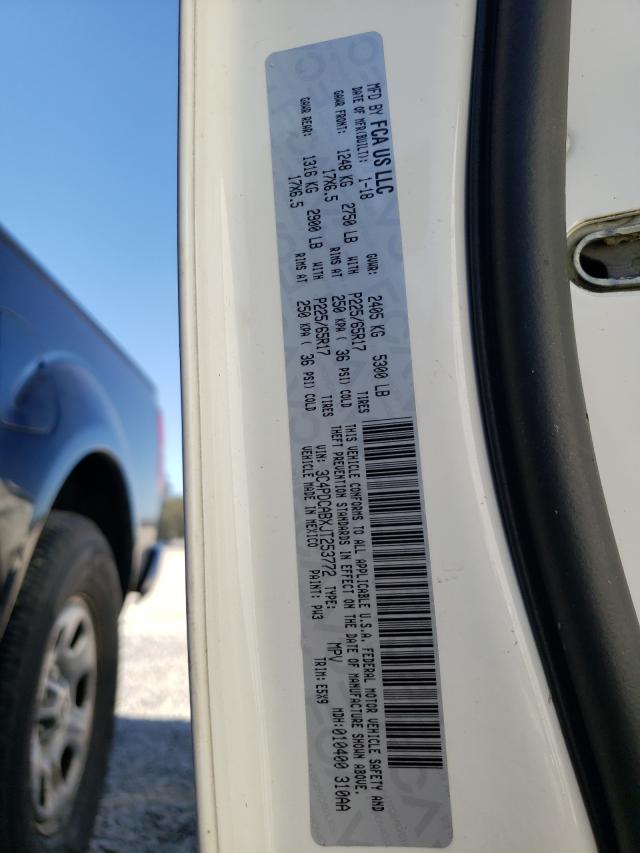 MFD BY FCA US LLC
DATE OF MFR(BUILT): 1-18 GVWR: 2405 KG 5300 LB
GAWR FRONT: 1248 KG 2750 LB WITH P225/65R17 TIRES
17X6.5 RIMS AT 250 KPA ( 36 PSI) COLD
GAWR REAR: 1316 KG 2900 LB WITH P225/65R17 TIRES
17X6.5 RIMS AT 250 KPA ( 36 PSI) COLD
THIS VEHICLE CONFORMS TO ALL APPLICABLE U.S.A. FEDERAL MOTOR VEHICLE SAFETY AND
THEFT PREVENTION STANDARDS IN EFFECT ON THE DATE OF MANUFACTURE SHOWN ABOVE.
VIN: 3C4PDCABXJT253772 TYPE: MPV MDH: 010400 310AA
VEHICLE MADE IN MEXICO PAINT: PW3 TRIM: E5X9